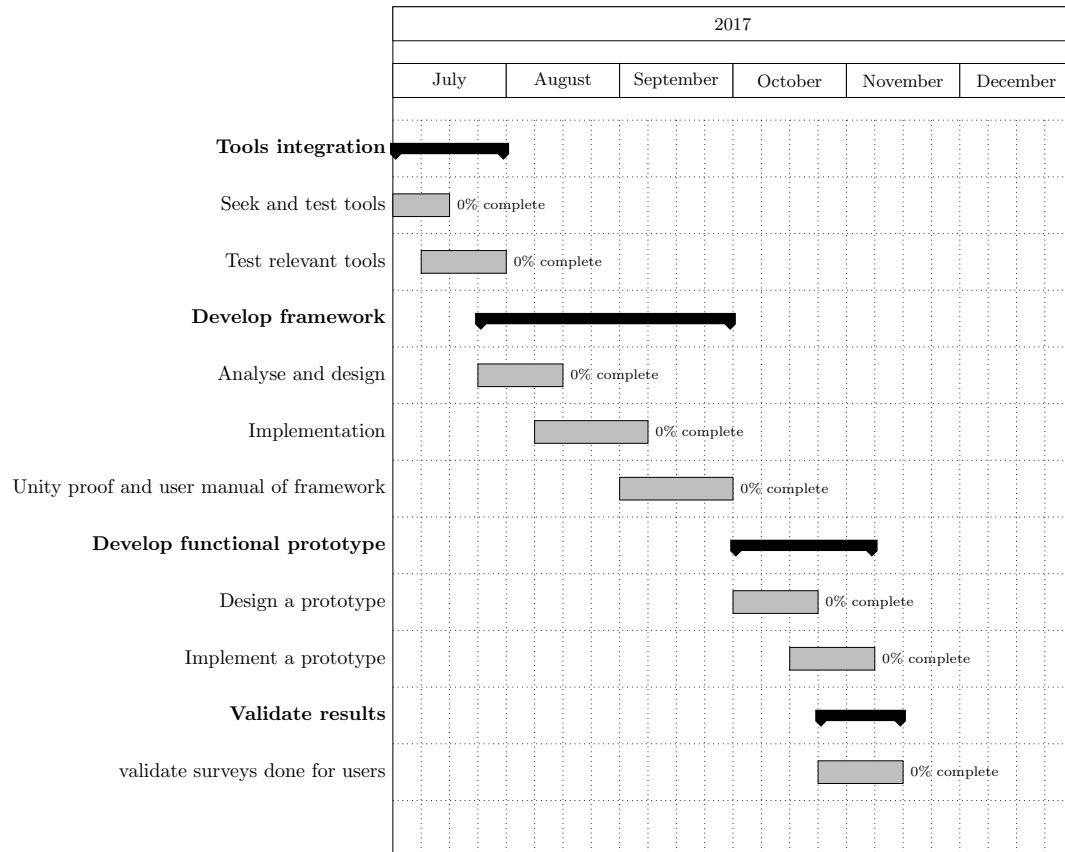 2017
July August September October November December
Tools integration
Seek and test tools 0% complete
Test relevant tools 0% complete
Develop framework
Analyse and design 0% complete
Implementation 0% complete
Unity proof and user manual of framework 0% complete
Develop functional prototype
Design a prototype 0% complete
Implement a prototype 0% complete
Validate results
validate surveys done for users 0% complete